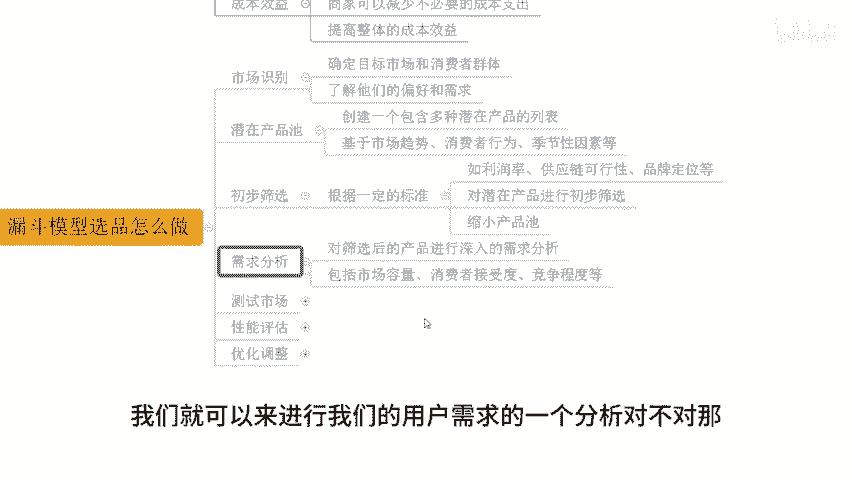 成本效益
商家可以减少不必要的成本支出
提高整体的成本效益
市场识别
确定目标市场和消费者群体
了解他们的偏好和需求
潜在产品池
创建一个包含多种潜在产品的列表
基于市场趋势、消费者行为、季节性因素等
初步筛选
根据一定的标准
如利润率、供应链可行性、品牌定位等
对潜在产品进行初步筛选
缩小产品池
漏斗模型选品怎么做
需求分析
对筛选后的产品进行深入的需求分析
包括市场容量、消费者接受度、竞争程度等
测试市场
性能评估
优化调整
我们就可以来进行我们的用户需求的一个分析对不对那